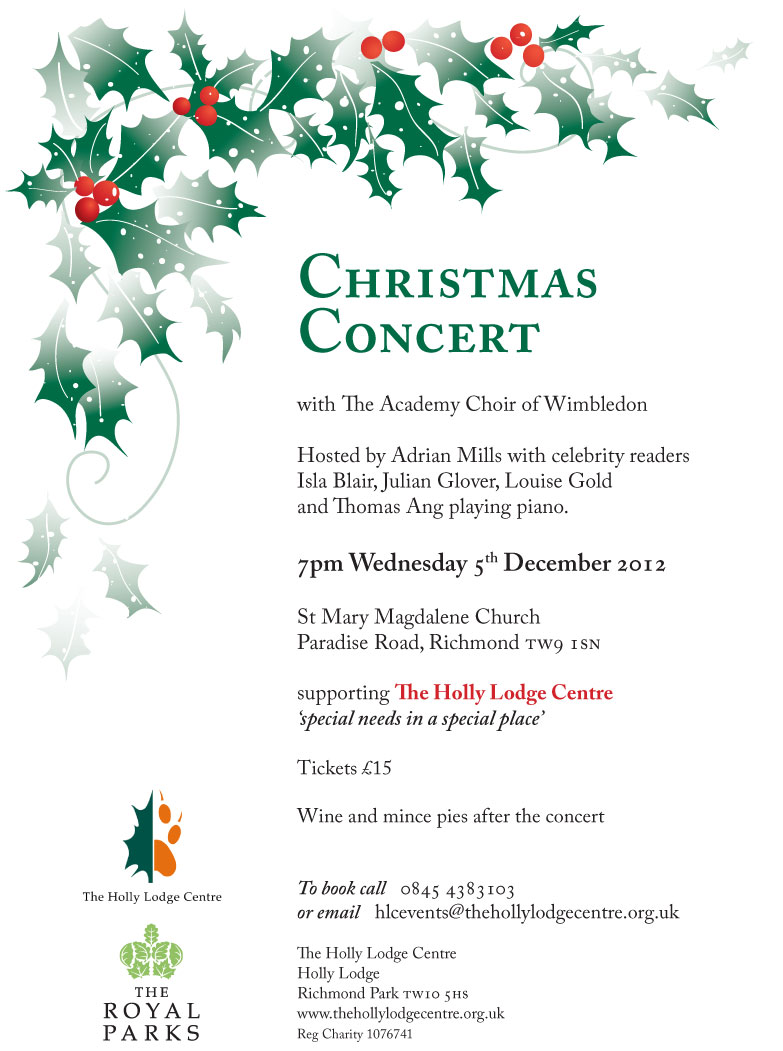 CHRISTMAS
CONCERT
with The Academy Choir of Wimbledon
Hosted by Adrian Mills with celebrity readers
Isla Blair, Julian Glover, Louise Gold
and Thomas Ang playing piano.
7pm Wednesday 5th December 2012
St Mary Magdalene Church
Paradise Road, Richmond TW9 1SN
supporting The Holly Lodge Centre
‘special needs in a special place’
Tickets £15
Wine and mince pies after the concert
To book call 0845 4383103
or email hlcevents@thehollylodgecentre.org.uk
The Holly Lodge Centre
Holly Lodge
Richmond Park TW10 5HS
www.thehollylodgecentre.org.uk
Reg Charity 1076741
The Holly Lodge Centre
THE
ROYAL
PARKS